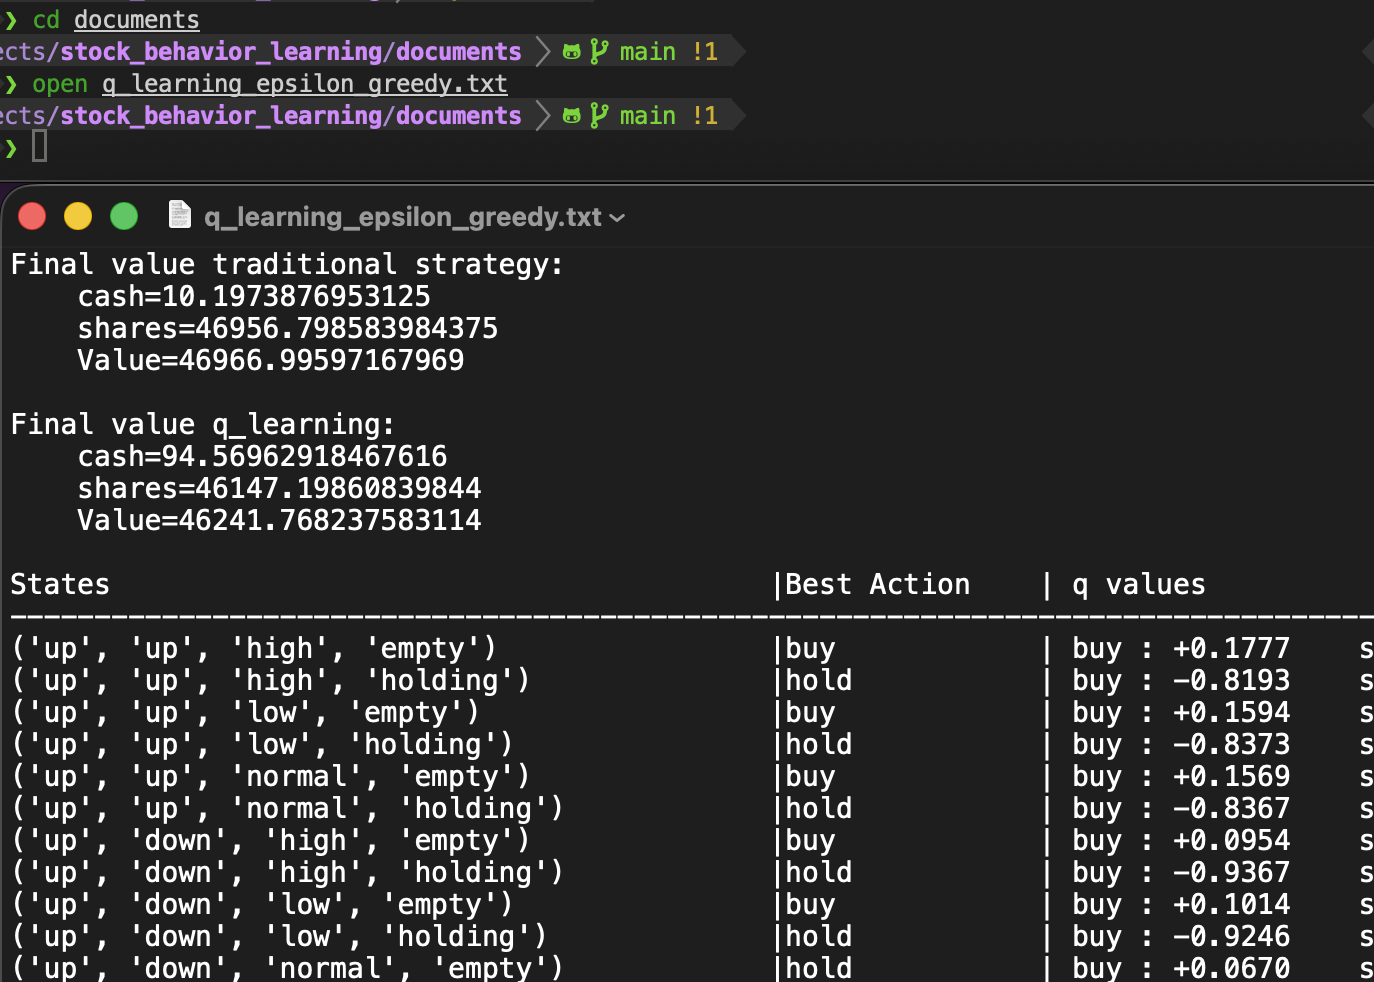 ❯ cd documents
ects/stock_behavior_learning/documents main !1
❯ open q_learning_epsilon_greedy.txt
ects/stock_behavior_learning/documents main !1
❯
q_learning_epsilon_greedy.txt
Final value traditional strategy:
    cash=10.1973876953125
    shares=46956.798583984375
    Value=46966.99597167969

Final value q_learning:
    cash=94.56962918467616
    shares=46147.19860839844
    Value=46241.768237583114

States |Best Action | q values
--------------------------------------------------------------------------------
('up', 'up', 'high', 'empty') |buy | buy : +0.1777 s
('up', 'up', 'high', 'holding') |hold | buy : -0.8193 s
('up', 'up', 'low', 'empty') |buy | buy : +0.1594 s
('up', 'up', 'low', 'holding') |hold | buy : -0.8373 s
('up', 'up', 'normal', 'empty') |buy | buy : +0.1569 s
('up', 'up', 'normal', 'holding') |hold | buy : -0.8367 s
('up', 'down', 'high', 'empty') |buy | buy : +0.0954 s
('up', 'down', 'high', 'holding') |hold | buy : -0.9367 s
('up', 'down', 'low', 'empty') |buy | buy : +0.1014 s
('up', 'down', 'low', 'holding') |hold | buy : -0.9246 s
('up', 'down', 'normal', 'empty') |hold | buy : +0.0670 s